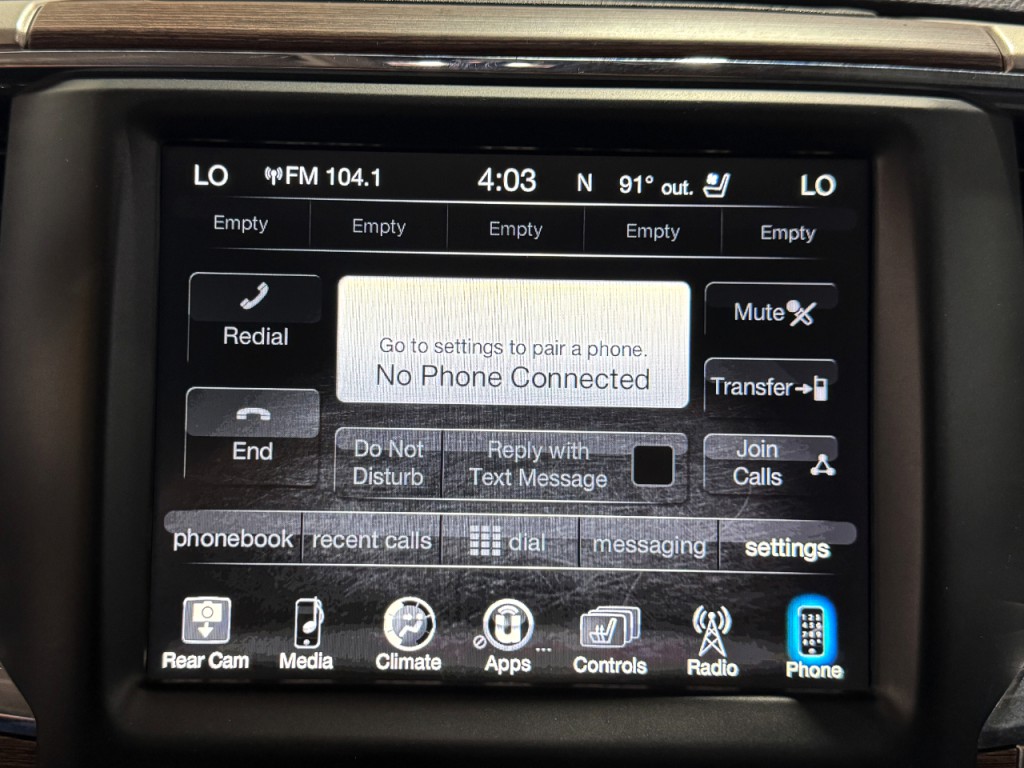 LO FM 104.1 4:03 N 91° out. LO
Empty Empty Empty Empty Empty
Redial
Go to settings to pair a phone.
No Phone Connected
Mute
Transfer
End
Do Not
Disturb
Reply with
Text Message
Join
Calls
phonebook recent calls dial messaging settings
Rear Cam Media Climate Apps ... Controls Radio Phone